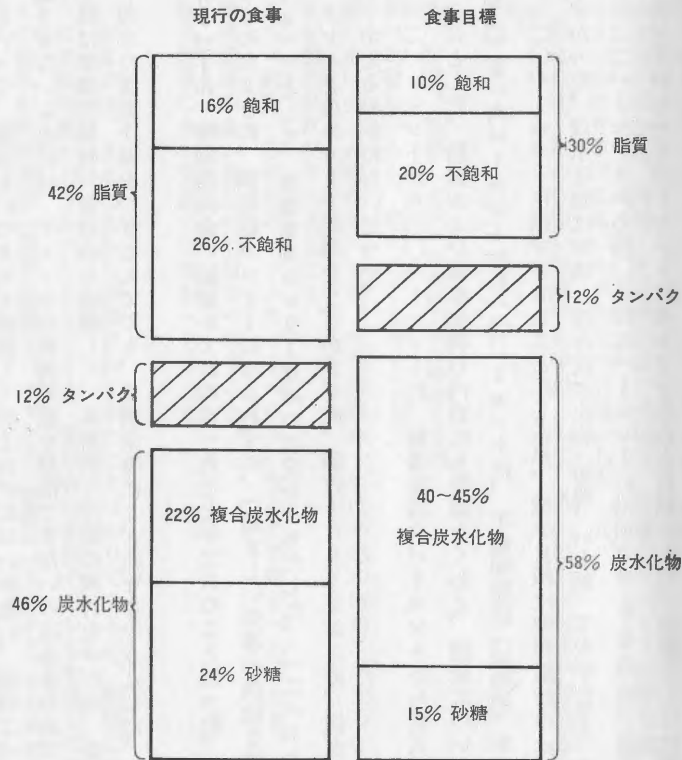 現行の食事
食事目標
16% 飽和
42% 脂質
26% 不飽和
12% タンパク
22% 複合炭水化物
46% 炭水化物
24% 砂糖
10% 飽和
30% 脂質
20% 不飽和
12% タンパク
40～45%
複合炭水化物
58% 炭水化物
15% 砂糖